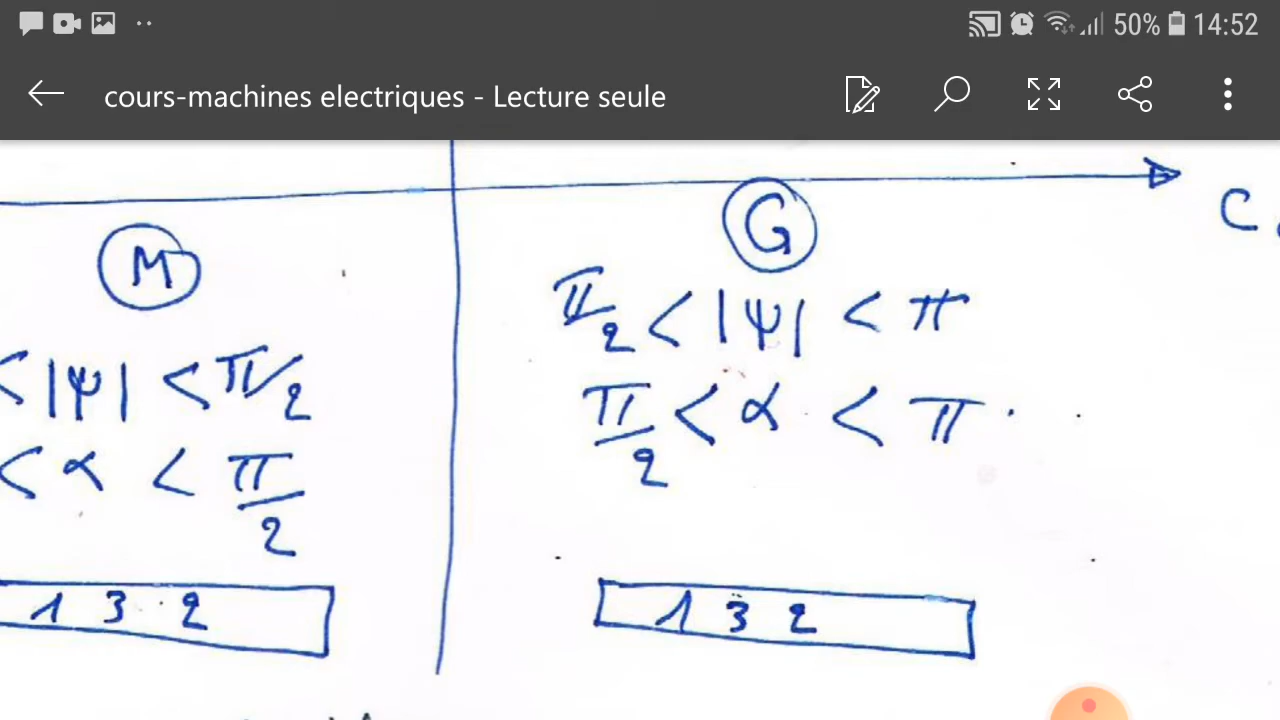 50% 14:52
cours-machines electriques - Lecture seule
C
M
G
< |Ψ| < π/2
π/2 < |Ψ| < π
< α < π/2
π/2 < α < π
1 3 2
1 3 2